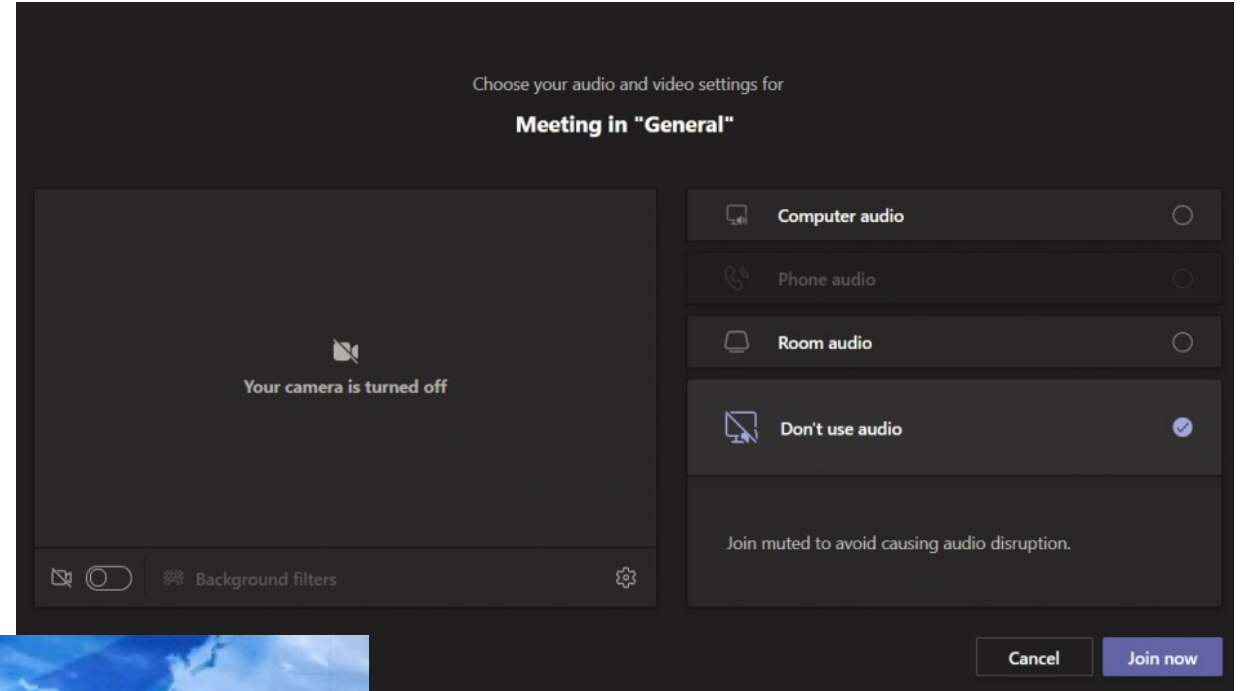 Choose your audio and video settings for
Meeting in "General"
Your camera is turned off
Background filters
Computer audio
Phone audio
Room audio
Don't use audio
Join muted to avoid causing audio disruption.
Cancel
Join now